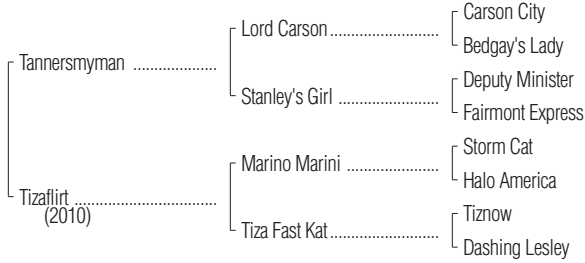 Carson City
Lord Carson ......................
Bedgay's Lady
Tannersmyman .................
Deputy Minister
Stanley's Girl ....................
Fairmont Express
Storm Cat
Marino Marini ..................
Halo America
Tizaflirt ..........................
(2010)
Tiznow
Tiza Fast Kat ......................
Dashing Lesley